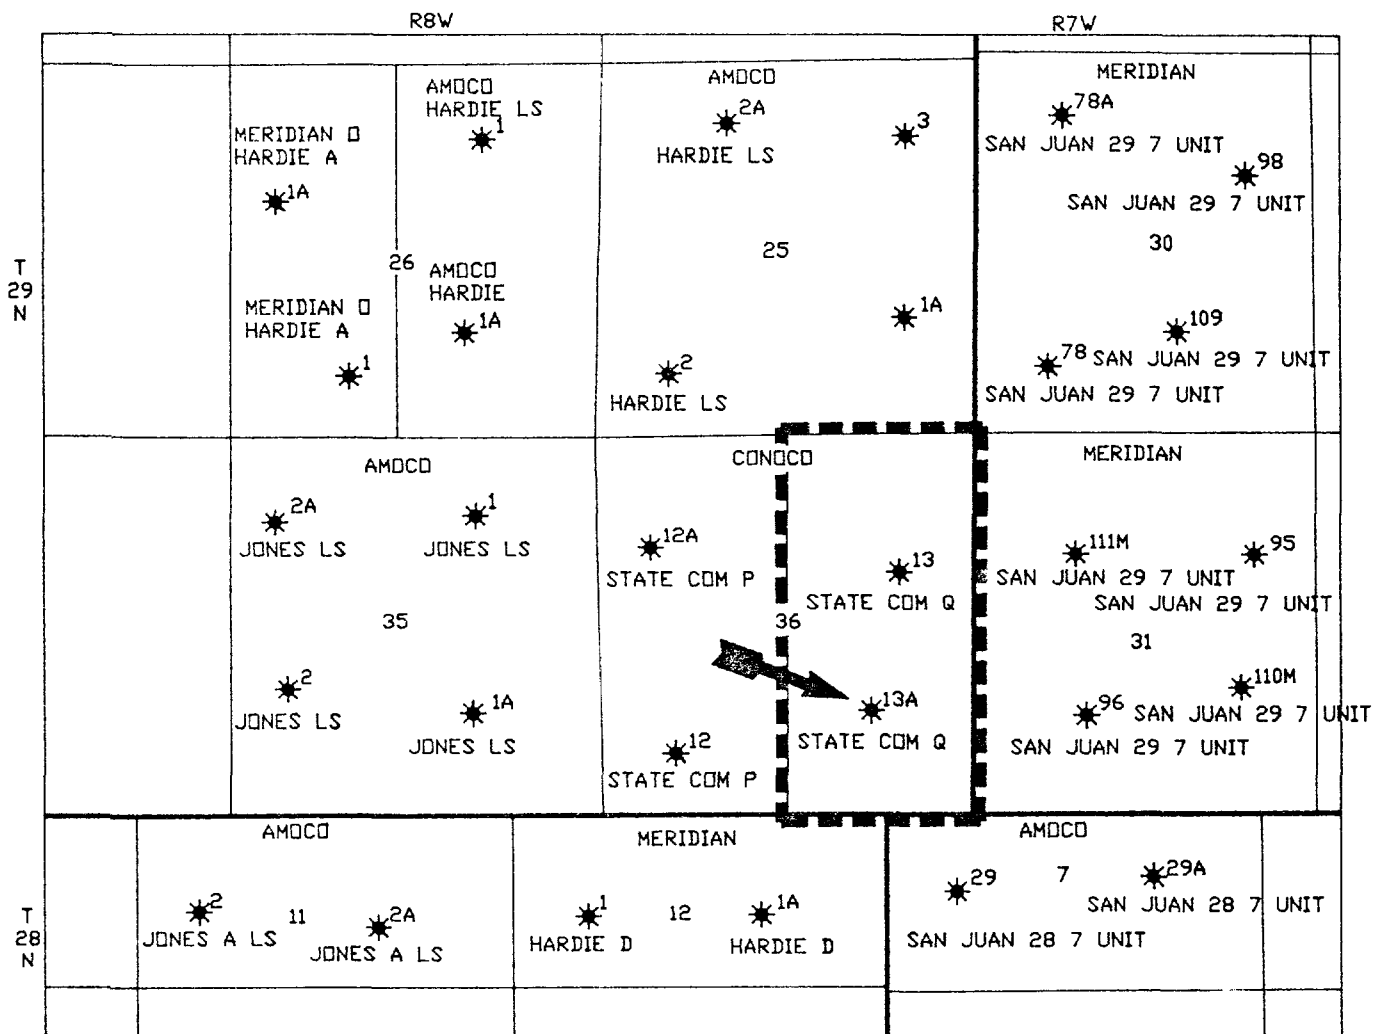 R8W
R7W
T
29
N
AMOCO
HARDIE LS
1
MERIDIAN O
HARDIE A
1A
26
AMOCO
HARDIE
1A
MERIDIAN O
HARDIE A
1
AMOCO
2A
HARDIE LS
3
25
1A
2
HARDIE LS
MERIDIAN
78A
SAN JUAN 29 7 UNIT
98
SAN JUAN 29 7 UNIT
30
109
SAN JUAN 29 7 UNIT
78
SAN JUAN 29 7 UNIT
AMOCO
2A
JONES LS
1
JONES LS
35
2
JONES LS
1A
JONES LS
CONOCO
12A
STATE COM P
13
STATE COM Q
36
13A
STATE COM Q
12
STATE COM P
MERIDIAN
111M
SAN JUAN 29 7 UNIT
95
SAN JUAN 29 7 UNIT
31
110M
SAN JUAN 29 7 UNIT
96
SAN JUAN 29 7 UNIT
T
28
N
AMOCO
2
JONES A LS
11
2A
JONES A LS
MERIDIAN
1
HARDIE D
12
1A
HARDIE D
AMOCO
29
SAN JUAN 28 7 UNIT
7
29A
SAN JUAN 28 7 UNIT